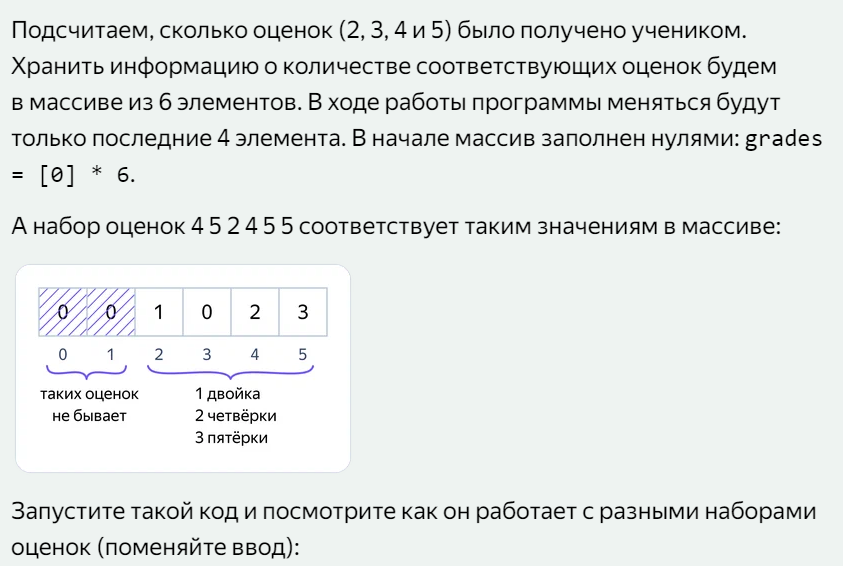 Подсчитаем, сколько оценок (2, 3, 4 и 5) было получено учеником.
Хранить информацию о количестве соответствующих оценок будем
в массиве из 6 элементов. В ходе работы программы меняться будут
только последние 4 элемента. В начале массив заполнен нулями: grades
= [0] * 6.
А набор оценок 4 5 2 4 5 5 соответствует таким значениям в массиве:
0 0 1 0 2 3
0 1 2 3 4 5
таких оценок
не бывает
1 двойка
2 четвёрки
3 пятёрки
Запустите такой код и посмотрите как он работает с разными наборами
оценок (поменяйте ввод):